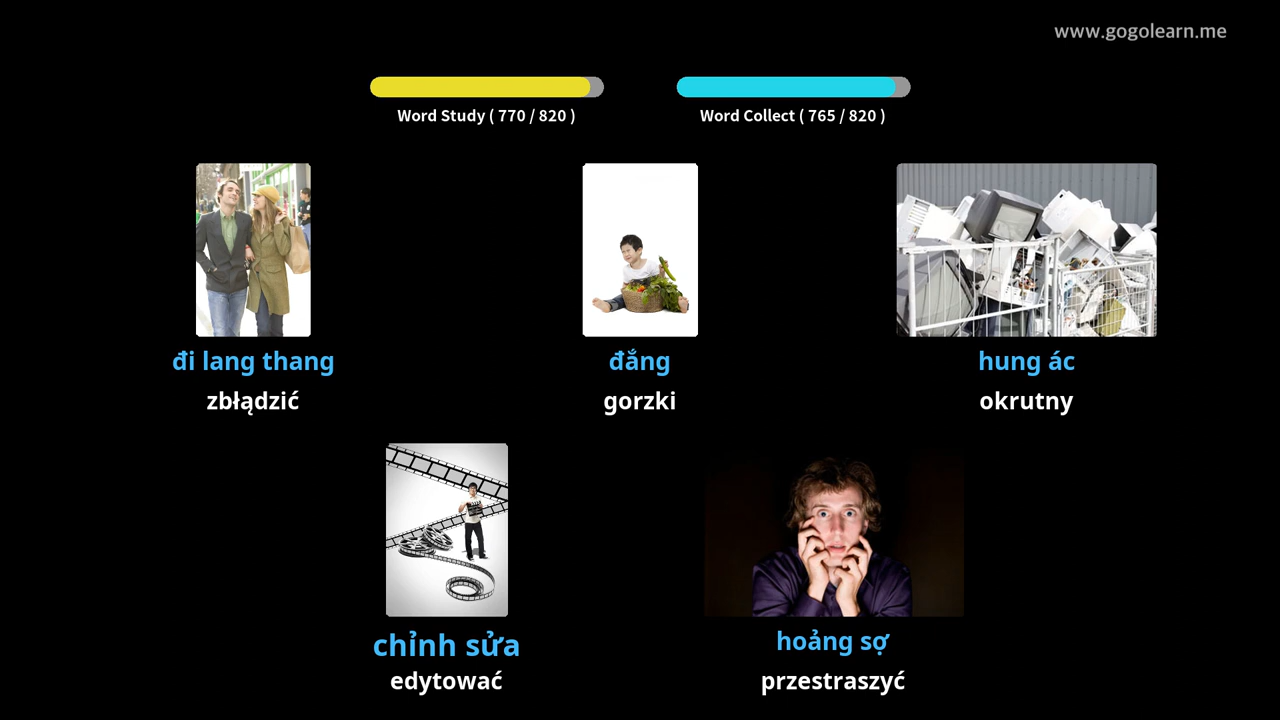 www.gogolearn.me
Word Study ( 770 / 820 )
Word Collect ( 765 / 820 )
đi lang thang
zbłądzić
đắng
gorzki
hung ác
okrutny
chỉnh sửa
edytować
hoảng sợ
przestraszyć